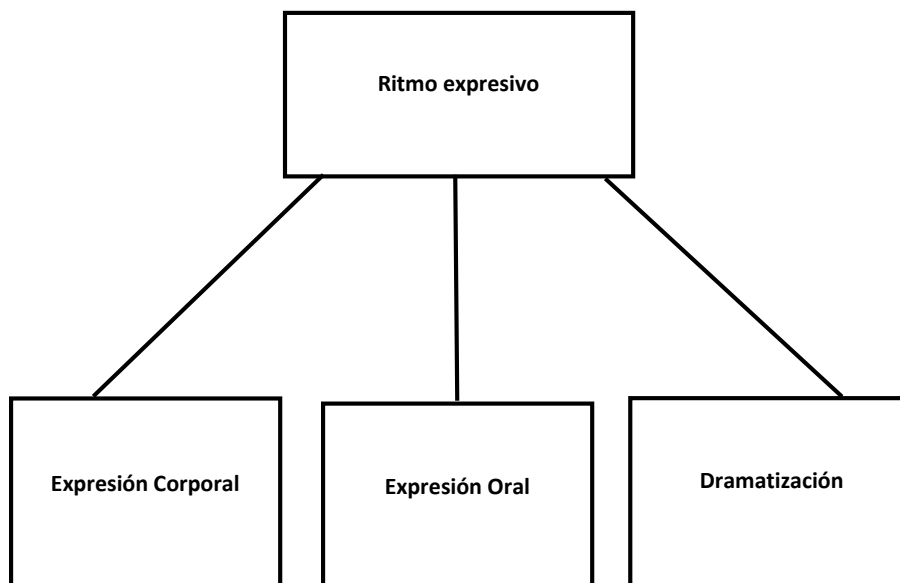 Ritmo expresivo
Expresión Corporal
Expresión Oral
Dramatización